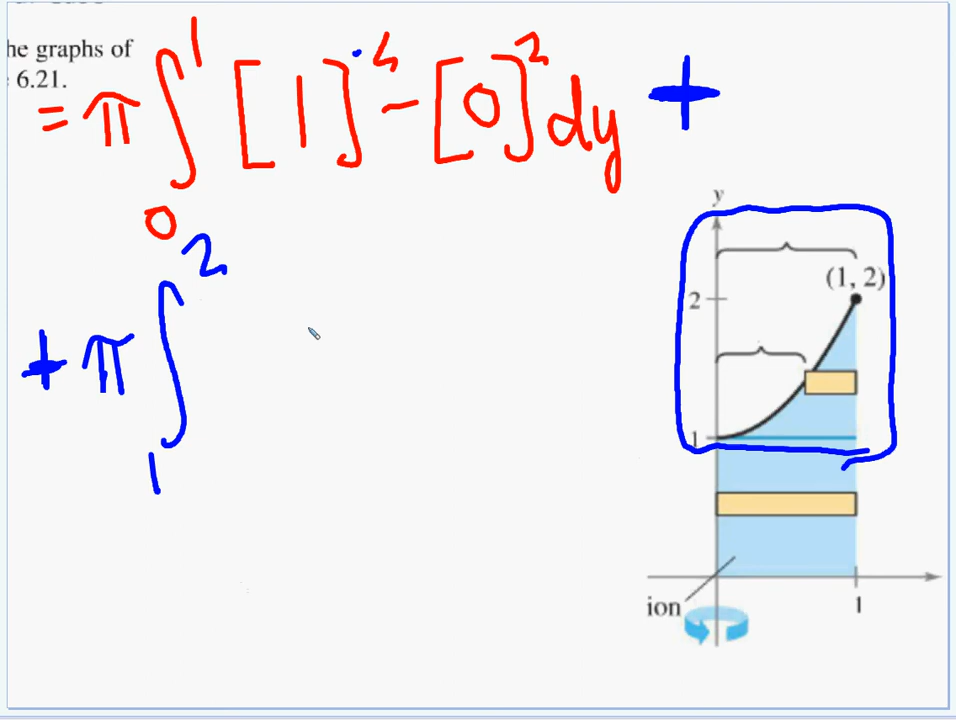 he graphs of
6.21.
= π ∫₀¹ [1]² - [0]² dy +
+ π ∫₁²
y
(1, 2)
2
1
ion
1